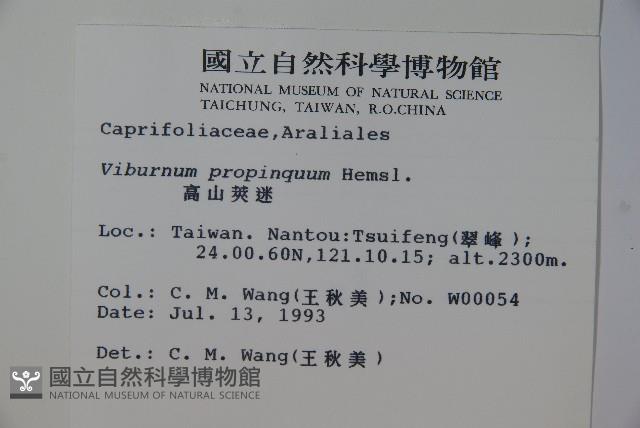 國立自然科學博物館
NATIONAL MUSEUM OF NATURAL SCIENCE
TAICHUNG, TAIWAN, R.O.CHINA
Caprifoliaceae,Araliales
Viburnum propinquum Hemsl.
高山莢迷
Loc.: Taiwan. Nantou:Tsuifeng(翠峰);
24.00.60N,121.10.15; alt.2300m.
Col.: C. M. Wang(王秋美);No. W00054
Date: Jul. 13, 1993
Det.: C. M. Wang(王秋美)
國立自然科學博物館
NATIONAL MUSEUM OF NATURAL SCIENCE